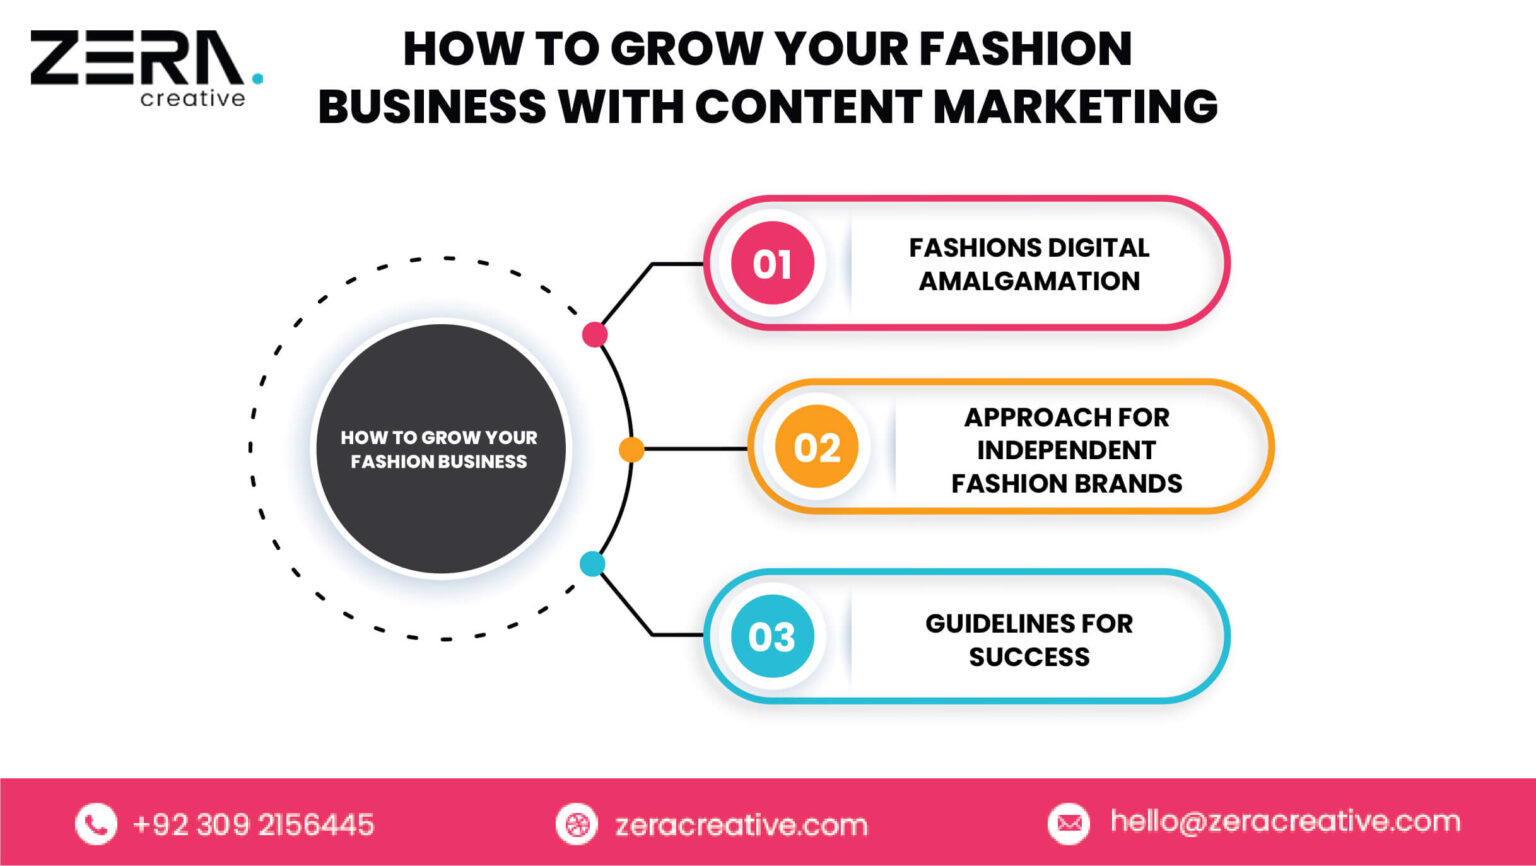 ZERA.
creative
HOW TO GROW YOUR FASHION
BUSINESS WITH CONTENT MARKETING
HOW TO GROW YOUR
FASHION BUSINESS
01
FASHIONS DIGITAL
AMALGAMATION
02
APPROACH FOR
INDEPENDENT
FASHION BRANDS
03
GUIDELINES FOR
SUCCESS
+92 309 2156445
zeracreative.com
hello@zeracreative.com